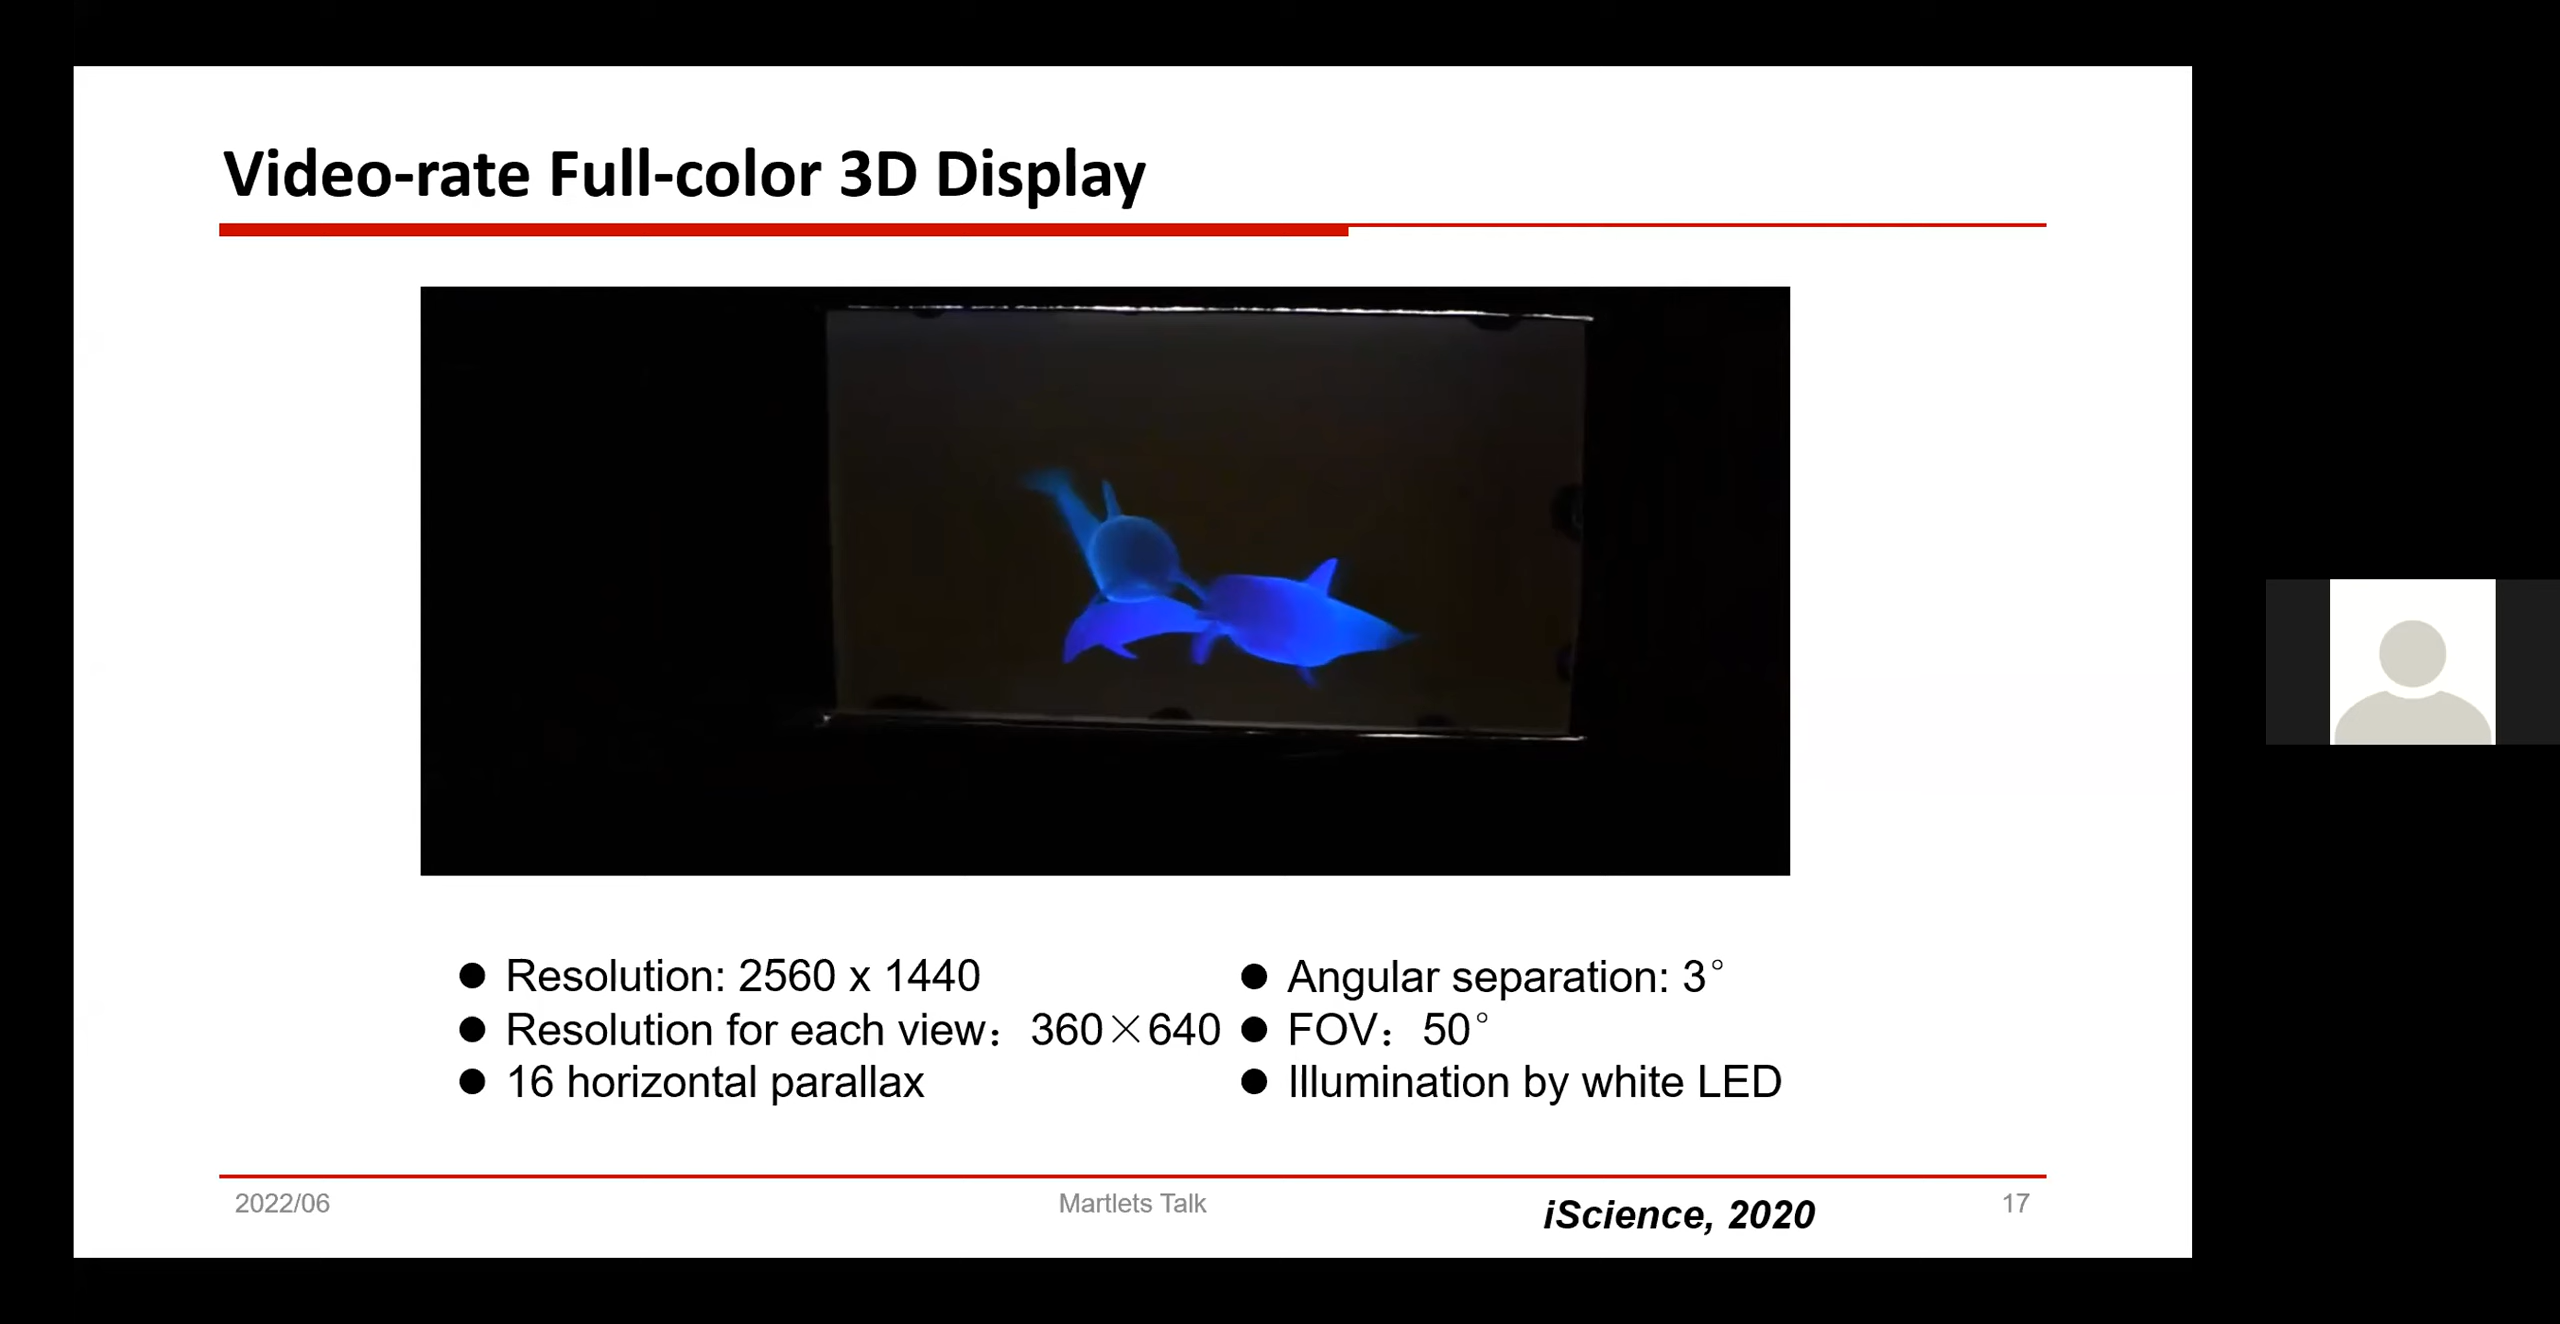 Video-rate Full-color 3D Display
● Resolution: 2560 x 1440
● Resolution for each view：360×640
● 16 horizontal parallax
● Angular separation: 3°
● FOV：50°
● Illumination by white LED
2022/06
Martlets Talk
iScience, 2020
17